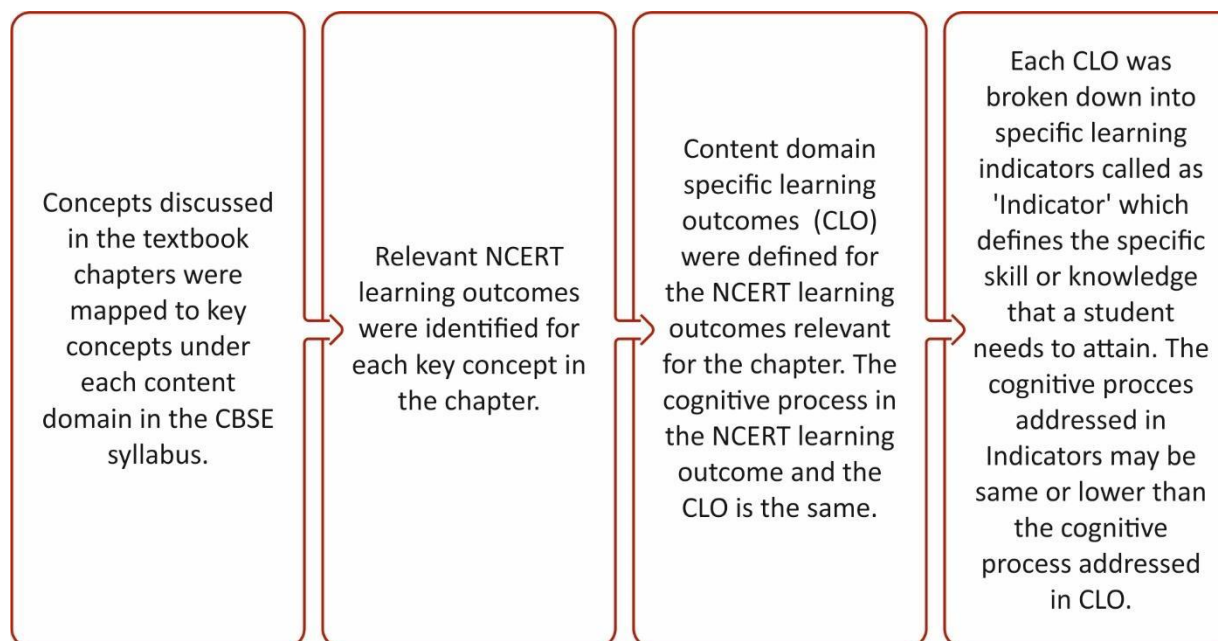 Concepts discussed
in the textbook
chapters were
mapped to key
concepts under
each content
domain in the CBSE
syllabus.
Relevant NCERT
learning outcomes
were identified for
each key concept in
the chapter.
Content domain
specific learning
outcomes (CLO)
were defined for
the NCERT learning
outcomes relevant
for the chapter. The
cognitive process in
the NCERT learning
outcome and the
CLO is the same.
Each CLO was
broken down into
specific learning
indicators called as
'Indicator' which
defines the specific
skill or knowledge
that a student
needs to attain. The
cognitive procces
addressed in
Indicators may be
same or lower than
the cognitive
process addressed
in CLO.